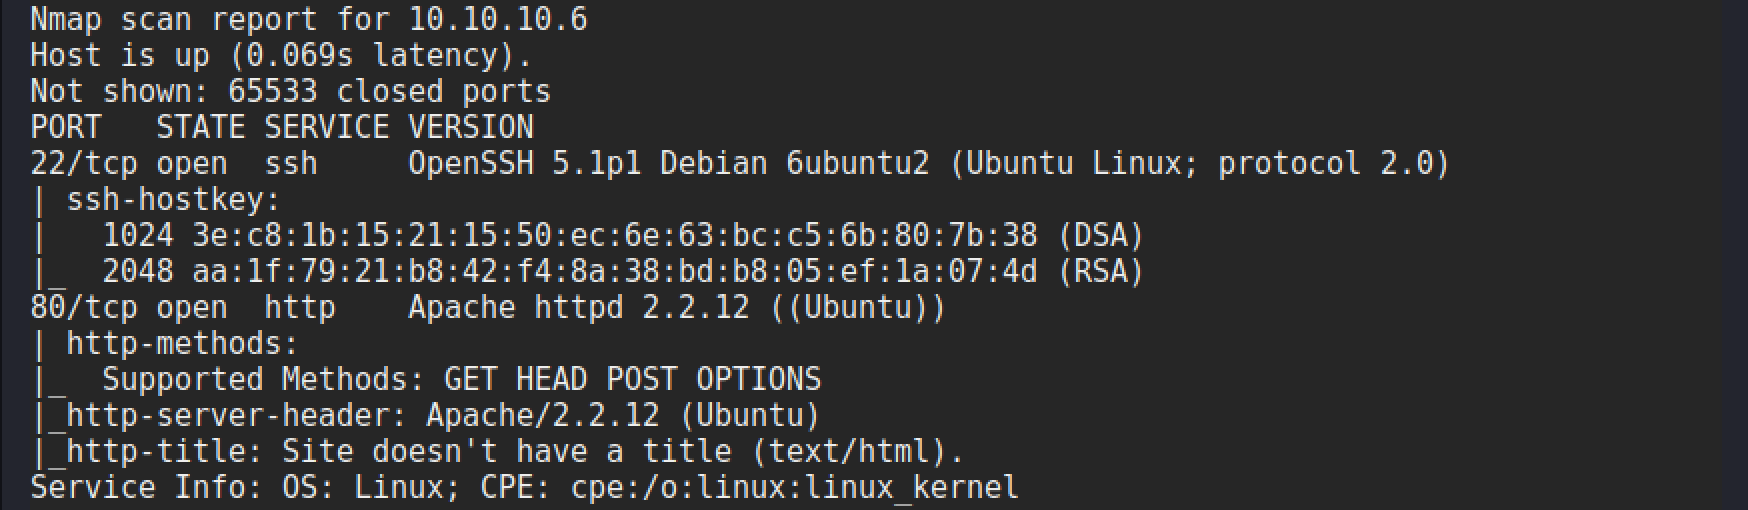 Nmap scan report for 10.10.10.6
Host is up (0.069s latency).
Not shown: 65533 closed ports
PORT   STATE SERVICE VERSION
22/tcp open  ssh     OpenSSH 5.1p1 Debian 6ubuntu2 (Ubuntu Linux; protocol 2.0)
| ssh-hostkey:
|   1024 3e:c8:1b:15:21:15:50:ec:6e:63:bc:c5:6b:80:7b:38 (DSA)
|_  2048 aa:1f:79:21:b8:42:f4:8a:38:bd:b8:05:ef:1a:07:4d (RSA)
80/tcp open  http    Apache httpd 2.2.12 ((Ubuntu))
| http-methods:
|_  Supported Methods: GET HEAD POST OPTIONS
|_http-server-header: Apache/2.2.12 (Ubuntu)
|_http-title: Site doesn't have a title (text/html).
Service Info: OS: Linux; CPE: cpe:/o:linux:linux_kernel